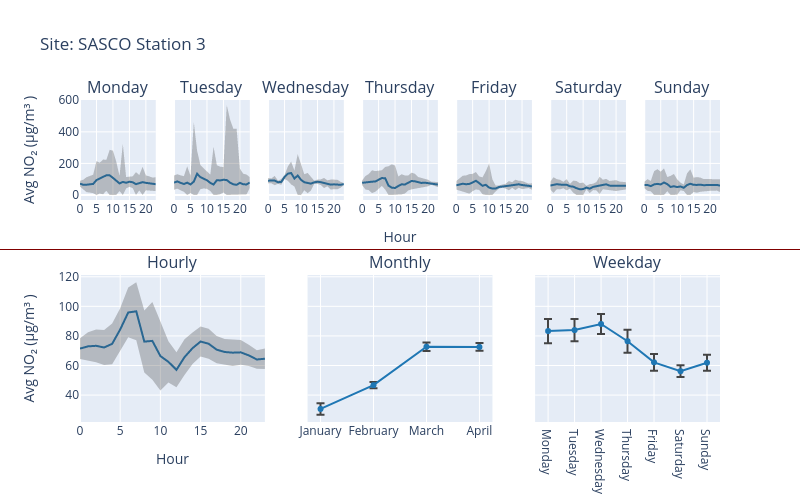 Site: SASCO Station 3
Monday Tuesday Wednesday Thursday Friday Saturday Sunday
Avg NO₂ (µg/m³ )
600
400
200
0
0 5 10 15 20 0 5 10 15 20 0 5 10 15 20 0 5 10 15 20 0 5 10 15 20 0 5 10 15 20 0 5 10 15 20
Hour
Hourly Monthly Weekday
Avg NO₂ (µg/m³ )
120
100
80
60
40
0 5 10 15 20
Hour
January February March April
Monday
Tuesday
Wednesday
Thursday
Friday
Saturday
Sunday